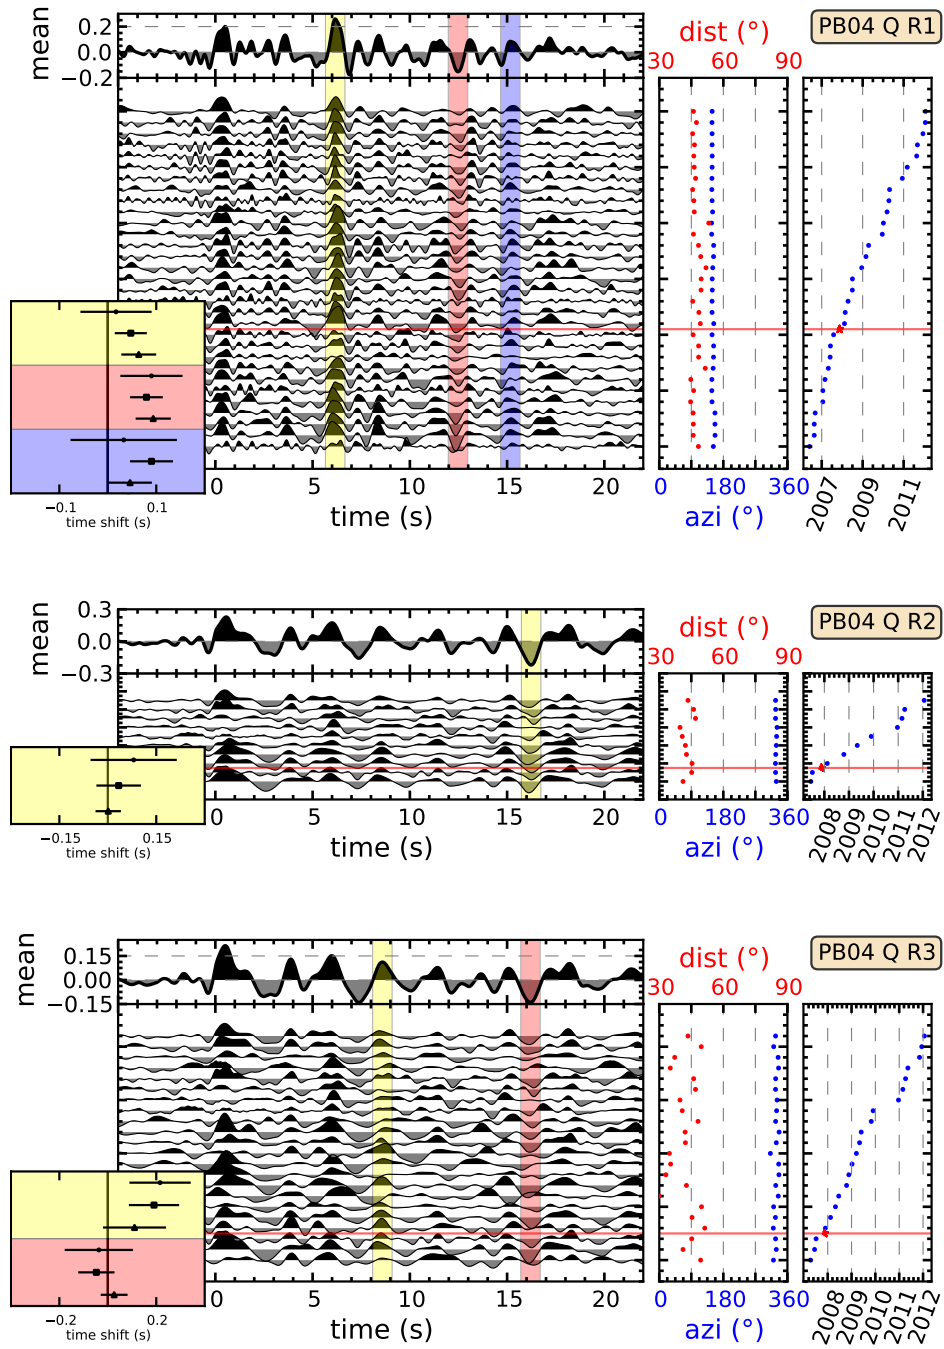 PB04 Q R1
mean
0.2
0.0
−0.2
dist (°)
30 60 90
−0.1 0.1
time shift (s)
0 5 10 15 20
time (s)
0 180 360
azi (°)
2007 2009 2011
PB04 Q R2
mean
0.3
0.0
−0.3
dist (°)
30 60 90
−0.15 0.15
time shift (s)
0 5 10 15 20
time (s)
0 180 360
azi (°)
2008 2009 2010 2011 2012
PB04 Q R3
mean
0.15
0.00
−0.15
dist (°)
30 60 90
−0.2 0.2
time shift (s)
0 5 10 15 20
time (s)
0 180 360
azi (°)
2008 2009 2010 2011 2012